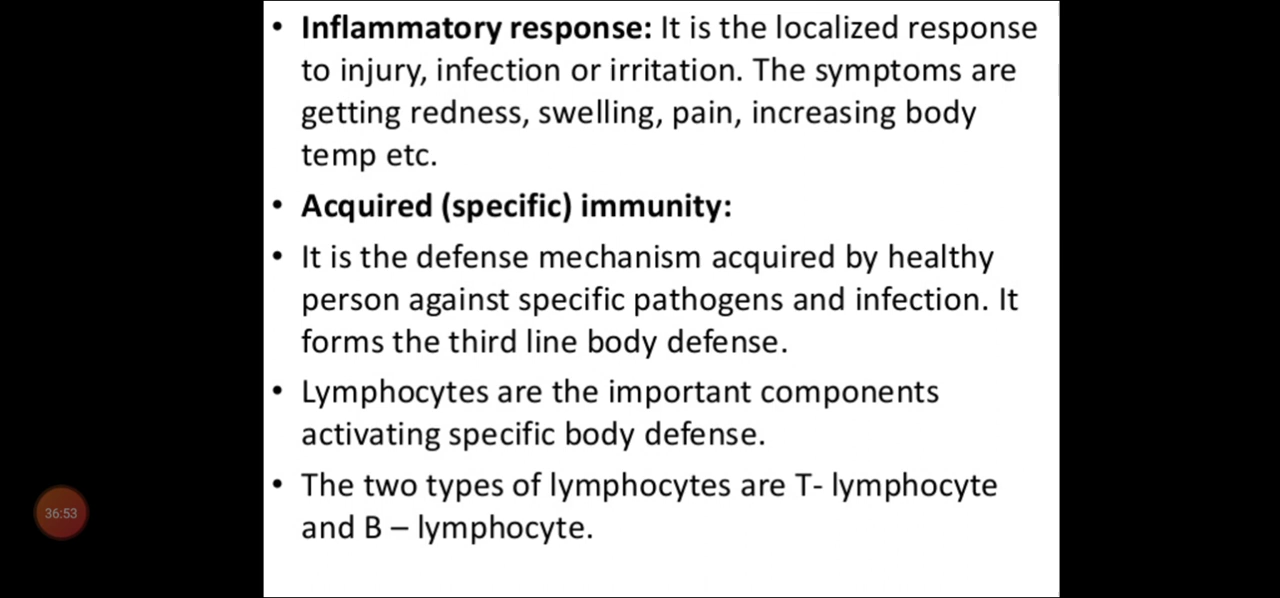 • Inflammatory response: It is the localized response
to injury, infection or irritation. The symptoms are
getting redness, swelling, pain, increasing body
temp etc.
• Acquired (specific) immunity:
• It is the defense mechanism acquired by healthy
person against specific pathogens and infection. It
forms the third line body defense.
• Lymphocytes are the important components
activating specific body defense.
• The two types of lymphocytes are T- lymphocyte
and B – lymphocyte.
36:53